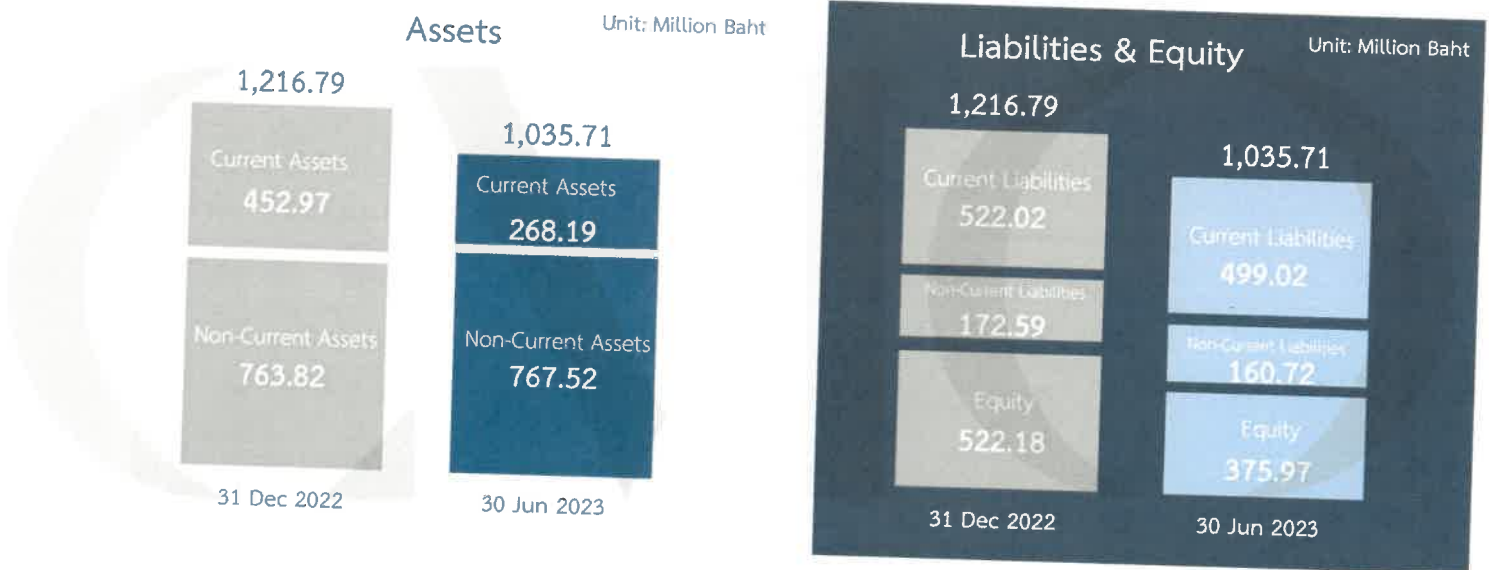 Assets
Unit: Million Baht
1,216.79
Current Assets
452.97
Non-Current Assets
763.82
31 Dec 2022
1,035.71
Current Assets
268.19
Non-Current Assets
767.52
30 Jun 2023
Liabilities & Equity
Unit: Million Baht
1,216.79
Current Liabilities
522.02
Non-Current Liabilities
172.59
Equity
522.18
31 Dec 2022
1,035.71
Current Liabilities
499.02
Non-Current Liabilities
160.72
Equity
375.97
30 Jun 2023